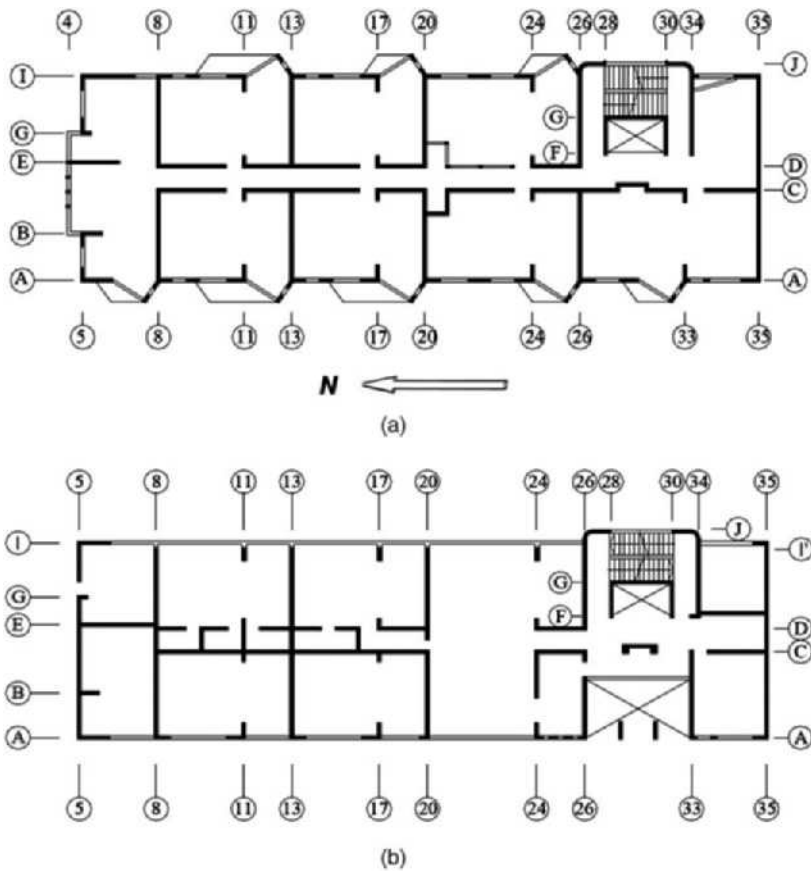 4 8 11 13 17 20 24 26 28 30 34 35
I J
G G
E F D
C
B
A A
5 8 11 13 17 20 24 26 33 35
N
(a)
5 8 11 13 17 20 24 26 28 30 34 35
I J
I'
G G
E F D
C
B
A A
5 8 11 13 17 20 24 26 33 35
(b)